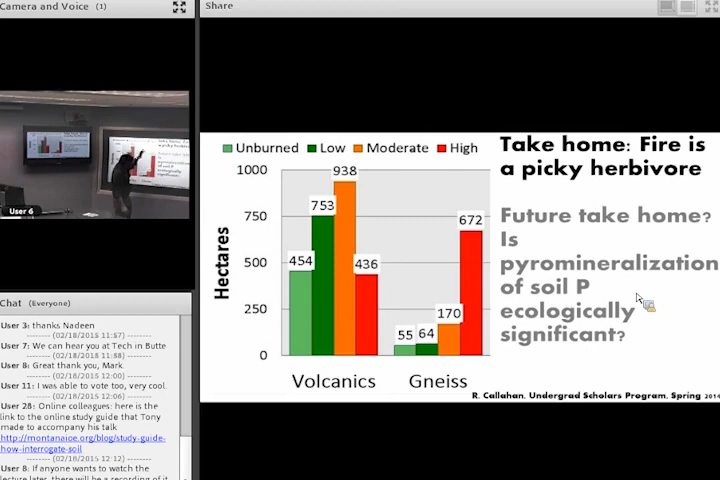 Camera and Voice (1)
Share
User 6
Chat (Everyone)
User 3: thanks Nadeen
-------- (02/18/2015 11:57) --------
User 7: We can hear you at Tech in Butte
-------- (02/18/2015 11:58) --------
User 8: Great thank you, Mark.
-------- (02/18/2015 12:00) --------
User 11: I was able to vote too, very cool.
-------- (02/18/2015 12:06) --------
User 28: Online colleagues: here is the
link to the online study guide that Tony
made to accompany his talk
http://montanaioe.org/blog/study-guide-
how-interrogate-soil
-------- (02/18/2015 12:12) --------
User 8: If anyone wants to watch the
lecture later, there will be a recording of it
Unburned Low Moderate High
1000
750
500
250
0
Hectares
454
753
938
436
55
64
170
672
Volcanics Gneiss
Take home: Fire is
a picky herbivore
Future take home?
Is
pyromineralization
of soil P
ecologically
significant?
R. Callahan, Undergrad Scholars Program, Spring 2014